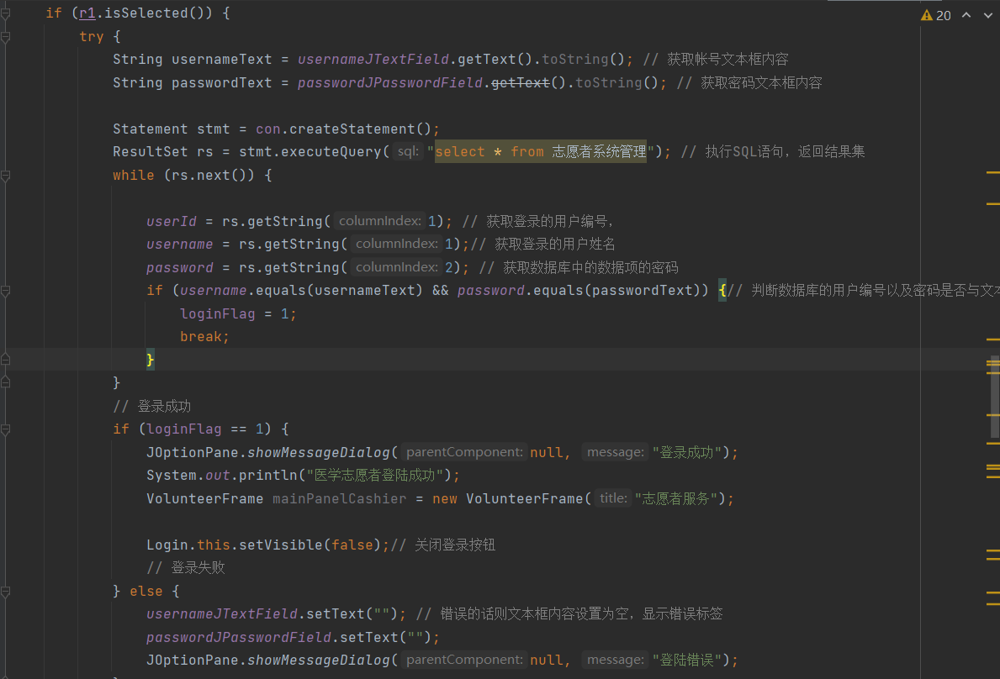 if (r1.isSelected()) {
20
try {
String usernameText = usernameJTextField.getText().toString(); // 获取帐号文本框内容
String passwordText = passwordJPasswordField.getText().toString(); // 获取密码文本框内容
Statement stmt = con.createStatement();
ResultSet rs = stmt.executeQuery( sql: "select * from 志愿者系统管理"); // 执行SQL语句，返回结果集
while (rs.next()) {
userId = rs.getString( columnIndex: 1); // 获取登录的用户编号，
username = rs.getString( columnIndex: 1);// 获取登录的用户姓名
password = rs.getString( columnIndex: 2); // 获取数据库中的数据项的密码
if (username.equals(usernameText) && password.equals(passwordText)) {// 判断数据库的用户编号以及密码是否与文本
loginFlag = 1;
break;
}
}
// 登录成功
if (loginFlag == 1) {
JOptionPane.showMessageDialog( parentComponent: null, message: "登录成功");
System.out.println("医学志愿者登陆成功");
VolunteerFrame mainPanelCashier = new VolunteerFrame( title: "志愿者服务");
Login.this.setVisible(false);// 关闭登录按钮
// 登录失败
} else {
usernameJTextField.setText(""); // 错误的话则文本框内容设置为空，显示错误标签
passwordJPasswordField.setText("");
JOptionPane.showMessageDialog( parentComponent: null, message: "登陆错误");